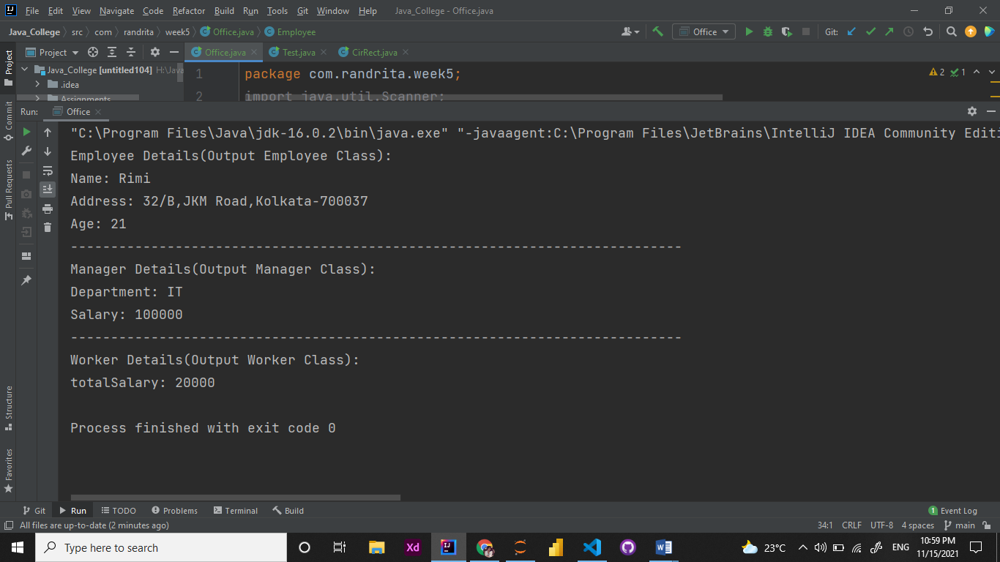 File Edit View Navigate Code Refactor Build Run Tools Git Window Help Java_College - Office.java
Java_College src com randrita week5 Office.java Employee Office Git:
Project Office.java Test.java CirRect.java
Java_College [untitled104] H:\Java
.idea
Assignments
1 package com.randrita.week5;
2 import java.util.Scanner;
2 1
Run: Office
"C:\Program Files\Java\jdk-16.0.2\bin\java.exe" "-javaagent:C:\Program Files\JetBrains\IntelliJ IDEA Community Editi
Employee Details(Output Employee Class):
Name: Rimi
Address: 32/B,JKM Road,Kolkata-700037
Age: 21
----------------------------------------------------------------------------
Manager Details(Output Manager Class):
Department: IT
Salary: 100000
----------------------------------------------------------------------------
Worker Details(Output Worker Class):
totalSalary: 20000
Process finished with exit code 0
Project
Commit
Pull Requests
Structure
Favorites
Git Run TODO Problems Terminal Build 1 Event Log
All files are up-to-date (2 minutes ago) 34:1 CRLF UTF-8 4 spaces main
Type here to search Xd 23°C ENG 10:59 PM
11/15/2021